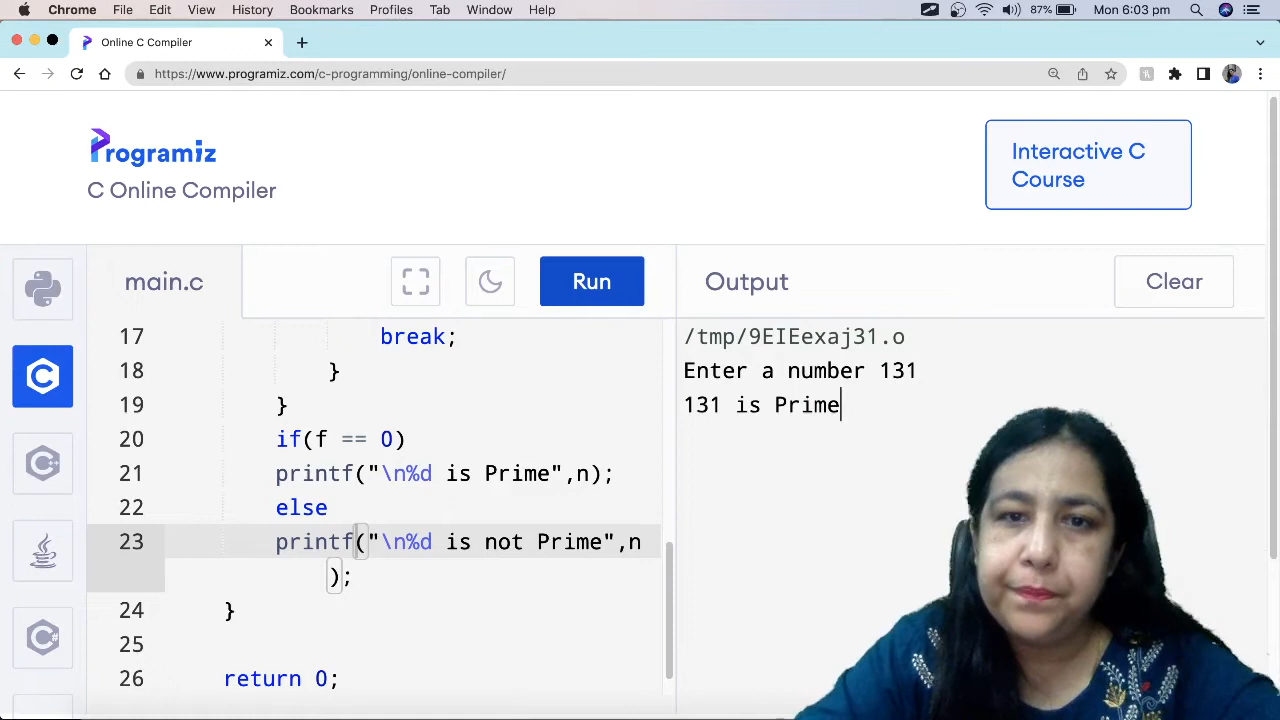 Chrome File Edit View History Bookmarks Profiles Tab Window Help 87% Mon 6:03 pm
Online C Compiler
https://www.programiz.com/c-programming/online-compiler/
Programiz
C Online Compiler
Interactive C
Course
main.c
Run
Output
Clear
17 break;
18 }
19 }
20 if(f == 0)
21 printf("\n%d is Prime",n);
22 else
23 printf("\n%d is not Prime",n
);
24 }
25
26 return 0;
/tmp/9EIEexaj31.o
Enter a number 131
131 is Prime